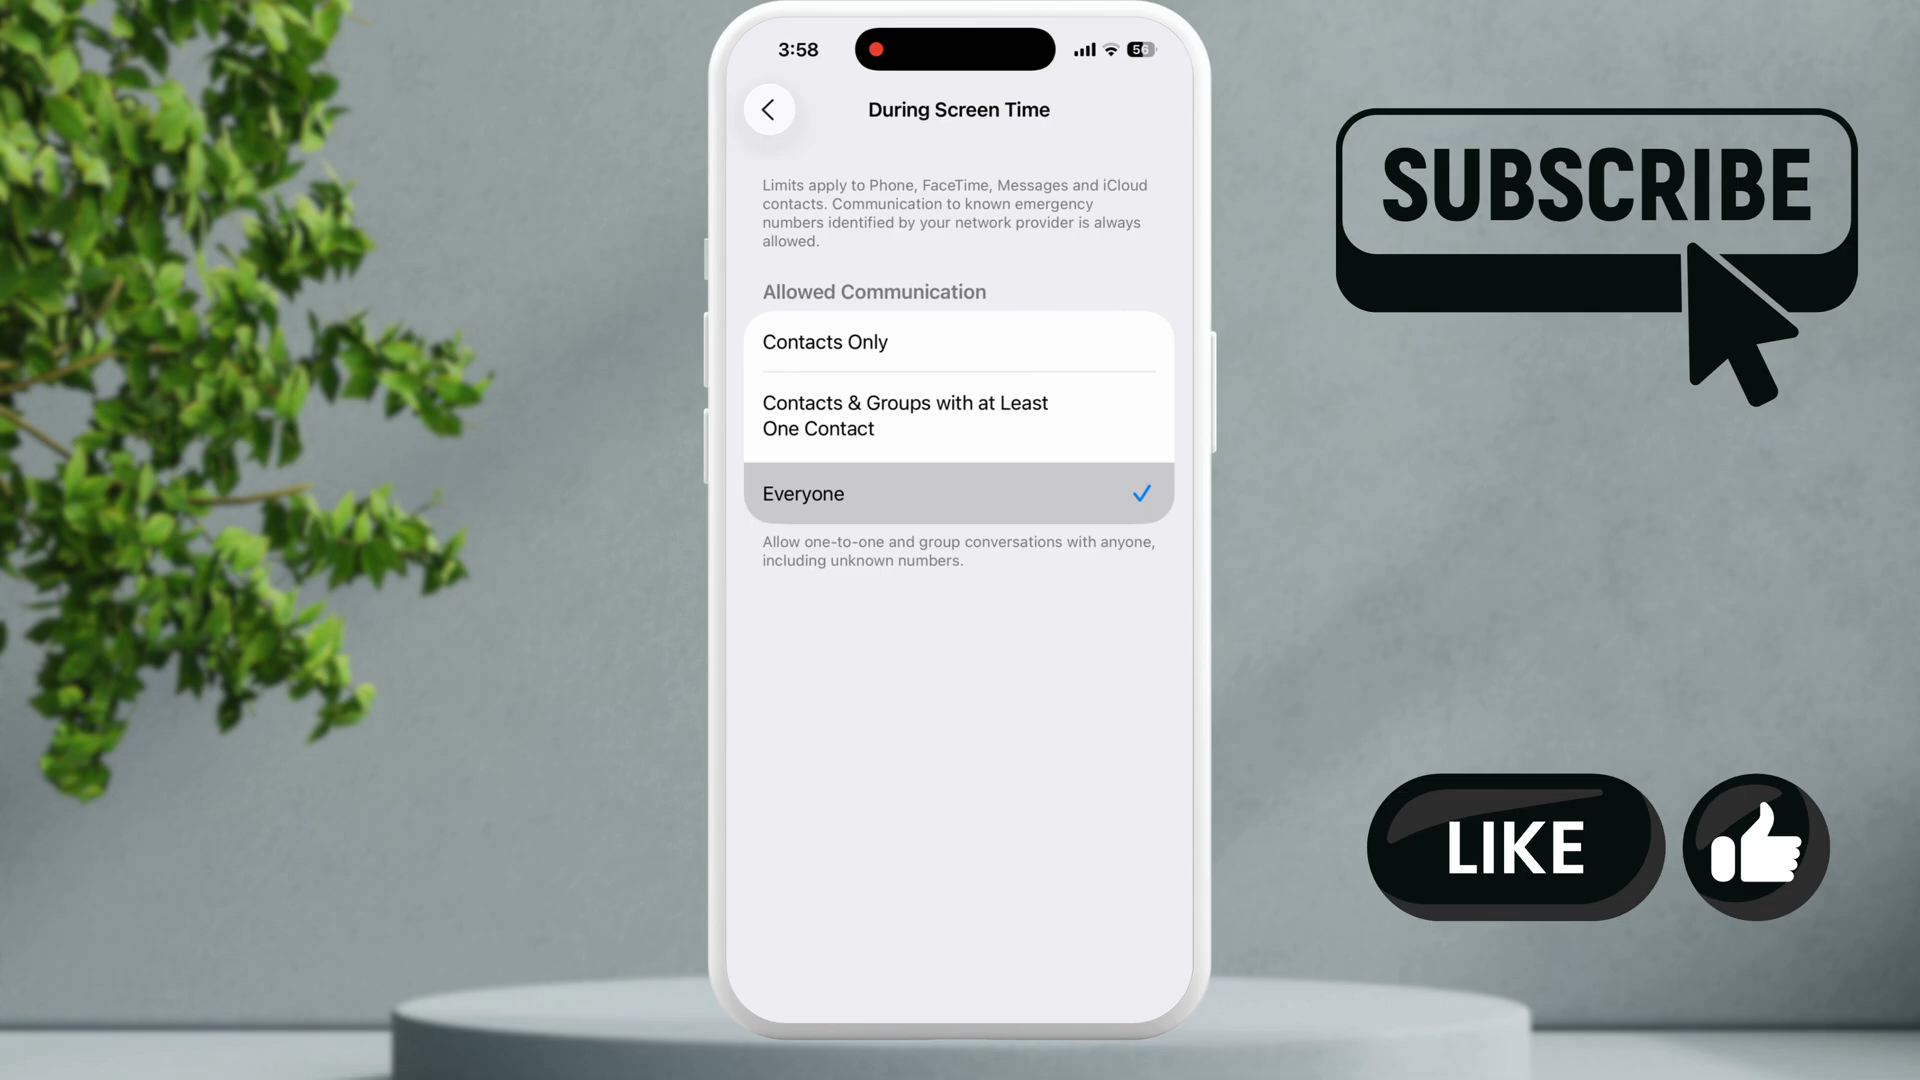 3:58
56
During Screen Time
Limits apply to Phone, FaceTime, Messages and iCloud
contacts. Communication to known emergency
numbers identified by your network provider is always
allowed.
Allowed Communication
Contacts Only
Contacts & Groups with at Least
One Contact
Everyone
Allow one-to-one and group conversations with anyone,
including unknown numbers.
SUBSCRIBE
LIKE